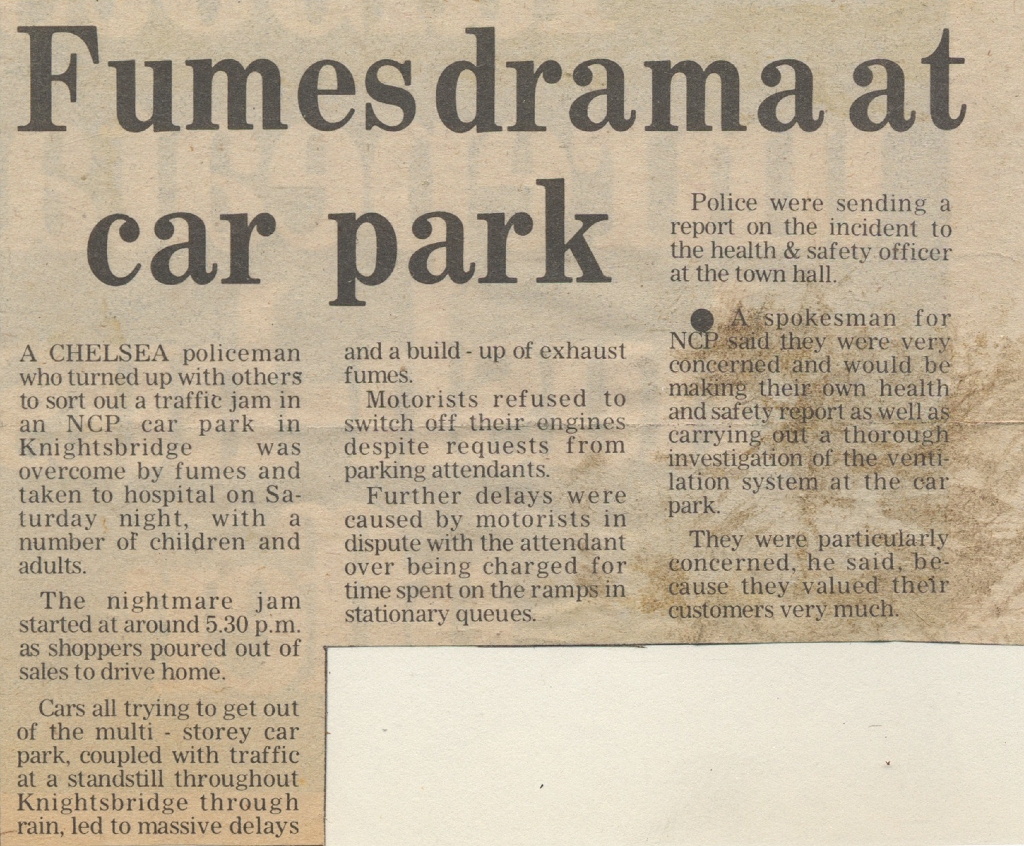 Fumes drama at
car park
A CHELSEA policeman
who turned up with others
to sort out a traffic jam in
an NCP car park in
Knightsbridge was
overcome by fumes and
taken to hospital on Sa-
turday night, with a
number of children and
adults.
The nightmare jam
started at around 5.30 p.m.
as shoppers poured out of
sales to drive home.
Cars all trying to get out
of the multi - storey car
park, coupled with traffic
at a standstill throughout
Knightsbridge through
rain, led to massive delays
and a build - up of exhaust
fumes.
Motorists refused to
switch off their engines
despite requests from
parking attendants.
Further delays were
caused by motorists in
dispute with the attendant
over being charged for
time spent on the ramps in
stationary queues.
Police were sending a
report on the incident to
the health & safety officer
at the town hall.
● A spokesman for
NCP said they were very
concerned and would be
making their own health
and safety report as well as
carrying out a thorough
investigation of the venti-
lation system at the car
park.
They were particularly
concerned, he said, be-
cause they valued their
customers very much.